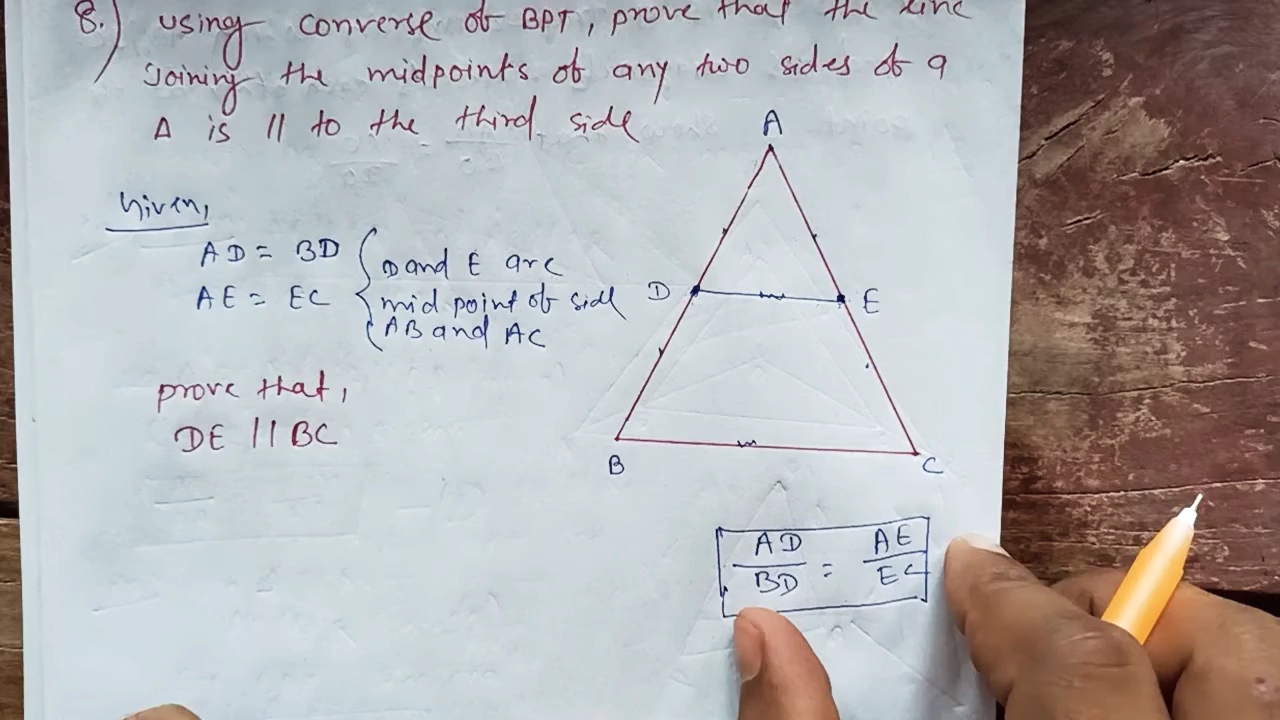 8.) using converse of BPT, prove that the line
Joining the midpoints of any two sides of a
Δ is || to the third side
Given,
AD = BD
AE = EC
D and E are
mid point of side
AB and AC
prove that,
DE || BC
A
D
E
B
C
AD/BD = AE/EC